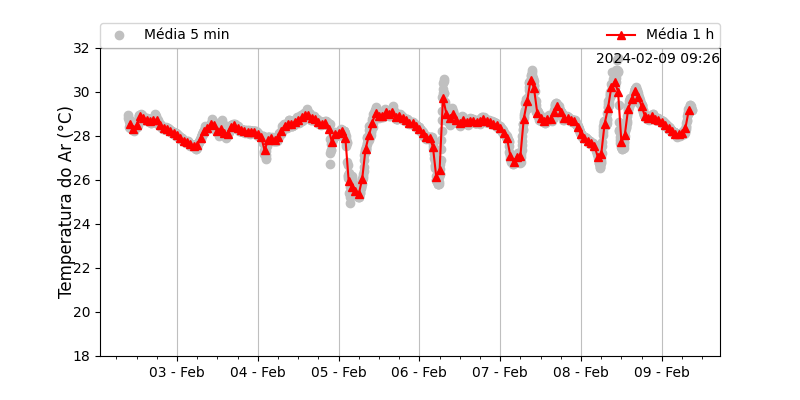 Média 5 min
Média 1 h
2024-02-09 09:26
Temperatura do Ar (°C)
32
30
28
26
24
22
20
18
03 - Feb
04 - Feb
05 - Feb
06 - Feb
07 - Feb
08 - Feb
09 - Feb